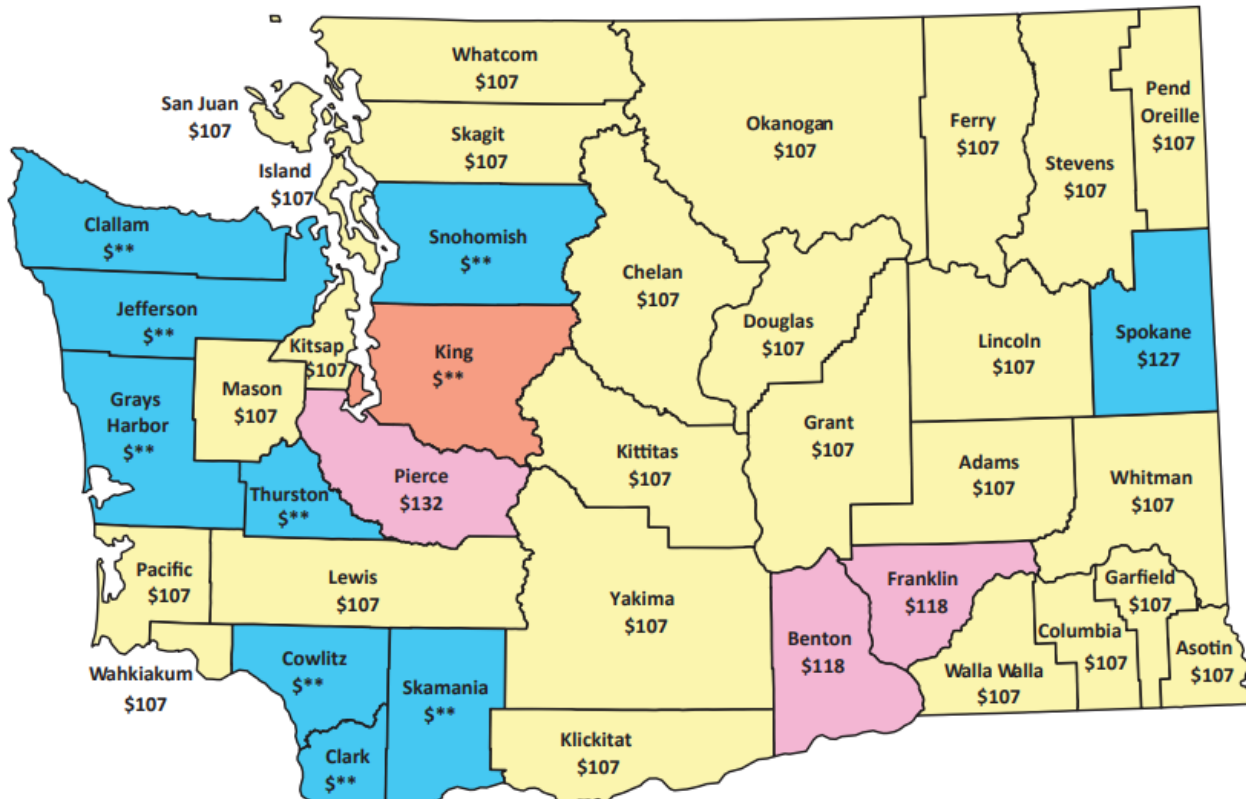 Whatcom
$107
San Juan
$107
Skagit
$107
Island
$107
Okanogan
$107
Ferry
$107
Stevens
$107
Pend
Oreille
$107
Clallam
$**
Snohomish
$**
Chelan
$107
Jefferson
$**
Kitsap
$107
King
$**
Douglas
$107
Lincoln
$107
Spokane
$127
Mason
$107
Grays
Harbor
$**
Grant
$107
Kittitas
$107
Adams
$107
Whitman
$107
Thurston
$**
Pierce
$132
Pacific
$107
Lewis
$107
Yakima
$107
Franklin
$118
Garfield
$107
Benton
$118
Columbia
$107
Walla Walla
$107
Asotin
$107
Wahkiakum
$107
Cowlitz
$**
Skamania
$**
Clark
$**
Klickitat
$107